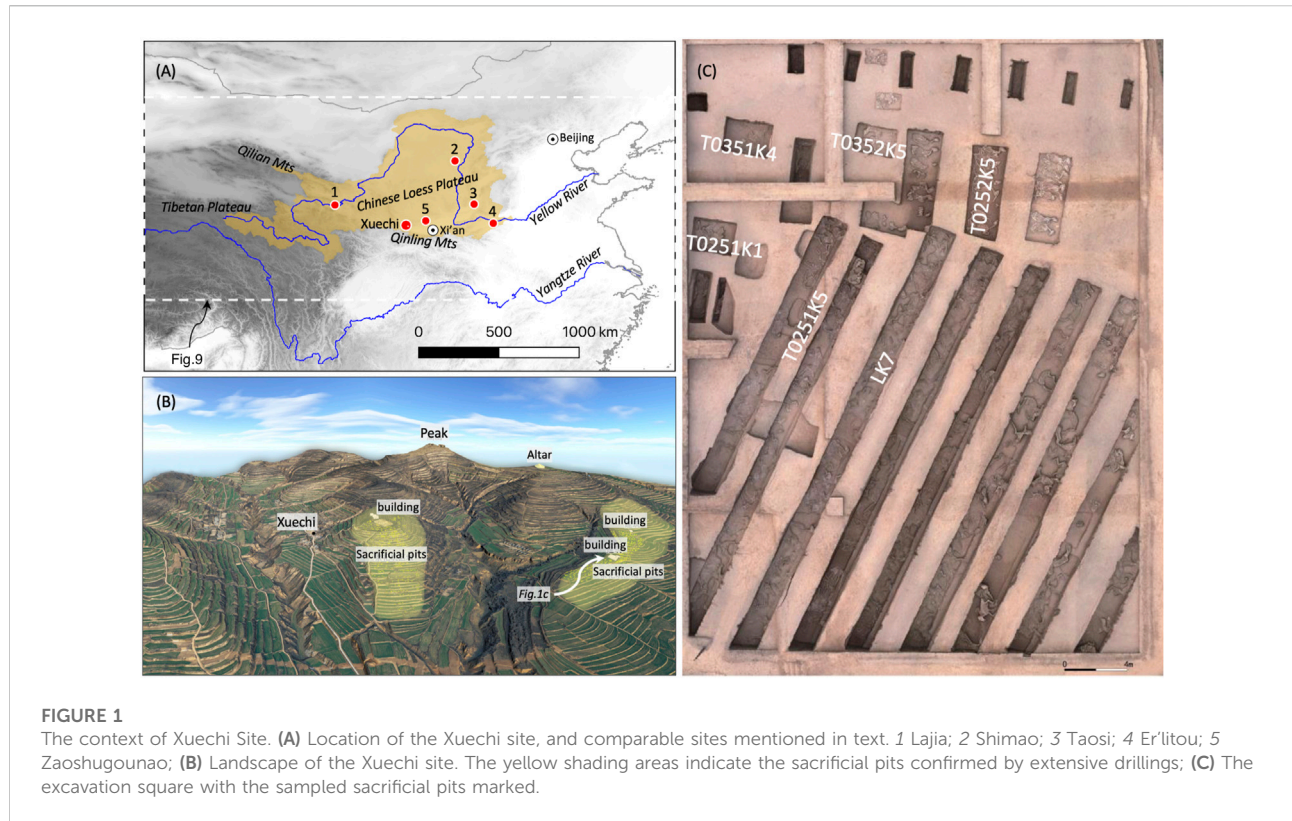 (A)
Beijing
Qilian Mts
2
1
Chinese Loess Plateau
3
Tibetan Plateau
5
4
Yellow River
Xuechi
Xi'an
Qinling Mts
Yangtze River
0 500 1000 km
Fig.9
(B)
Peak
Altar
building
Xuechi
building
Sacrificial pits
building
Sacrificial pits
Fig.1c
(C)
T0351K4
T0352K5
T0252K5
T0251K1
T0251K5
LK7
0 4m
FIGURE 1
The context of Xuechi Site. (A) Location of the Xuechi site, and comparable sites mentioned in text. 1 Lajia; 2 Shimao; 3 Taosi; 4 Er'litou; 5
Zaoshugounao; (B) Landscape of the Xuechi site. The yellow shading areas indicate the sacrificial pits confirmed by extensive drillings; (C) The
excavation square with the sampled sacrificial pits marked.